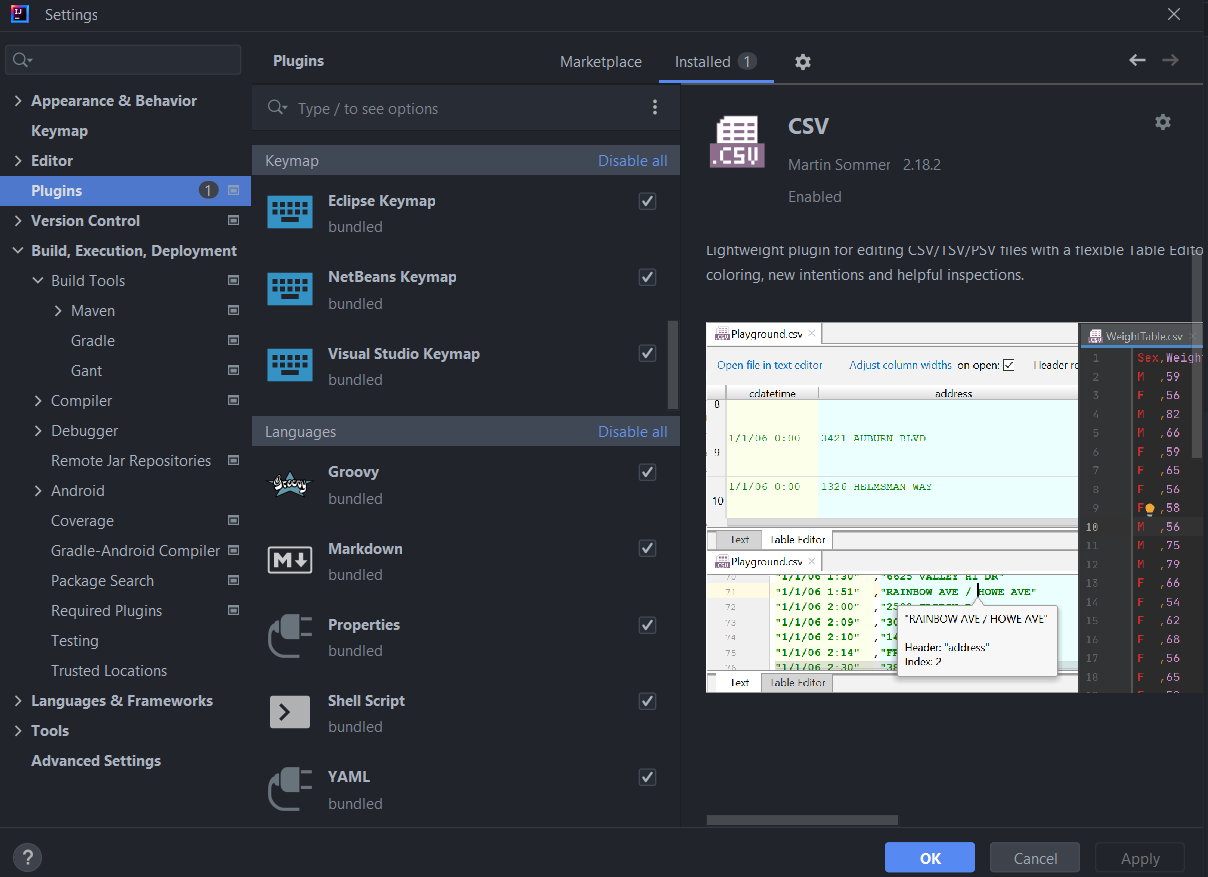 Settings
Appearance & Behavior
Keymap
Editor
Plugins 1
Version Control
Build, Execution, Deployment
Build Tools
Maven
Gradle
Gant
Compiler
Debugger
Remote Jar Repositories
Android
Coverage
Gradle-Android Compiler
Package Search
Required Plugins
Testing
Trusted Locations
Languages & Frameworks
Tools
Advanced Settings
?
Plugins
Marketplace
Installed 1
Type / to see options
Keymap Disable all
Eclipse Keymap
bundled
NetBeans Keymap
bundled
Visual Studio Keymap
bundled
Languages Disable all
Groovy
Groovy
bundled
M
Markdown
bundled
Properties
bundled
Shell Script
bundled
YAML
bundled
.CSV
CSV
Martin Sommer 2.18.2
Enabled
Lightweight plugin for editing CSV/TSV/PSV files with a flexible Table Edito
coloring, new intentions and helpful inspections.
Playground.csv
Open file in text editor Adjust column widths on open: Header ro
cdatetime address
8
1/1/06 0:00 3421 AUBURN BLVD
9
1/1/06 0:00 1326 HELMSMAN WAY
10
Text Table Editor
Playground.csv
70 "1/1/06 1:30" ,"6625 VALLEY HI DR"
71 "1/1/06 1:51" ,"RAINBOW AVE / HOWE AVE"
72 "1/1/06 2:00"
73 "1/1/06 2:09"
74 "1/1/06 2:10"
75 "1/1/06 2:14"
76 "1/1/06 2:30"
"RAINBOW AVE / HOWE AVE"
Header: "address"
Index: 2
Text Table Editor
WeightTable.csv
1 Sex,Weigh
2 M ,59
3 F ,56
4 M ,82
5 M ,66
6 F ,59
7 F ,65
8 F ,56
9 F ,58
10 M ,56
11 M ,75
12 M ,79
13 F ,66
14 F ,54
15 F ,62
16 F ,68
17 F ,56
18 F ,65
OK
Cancel
Apply